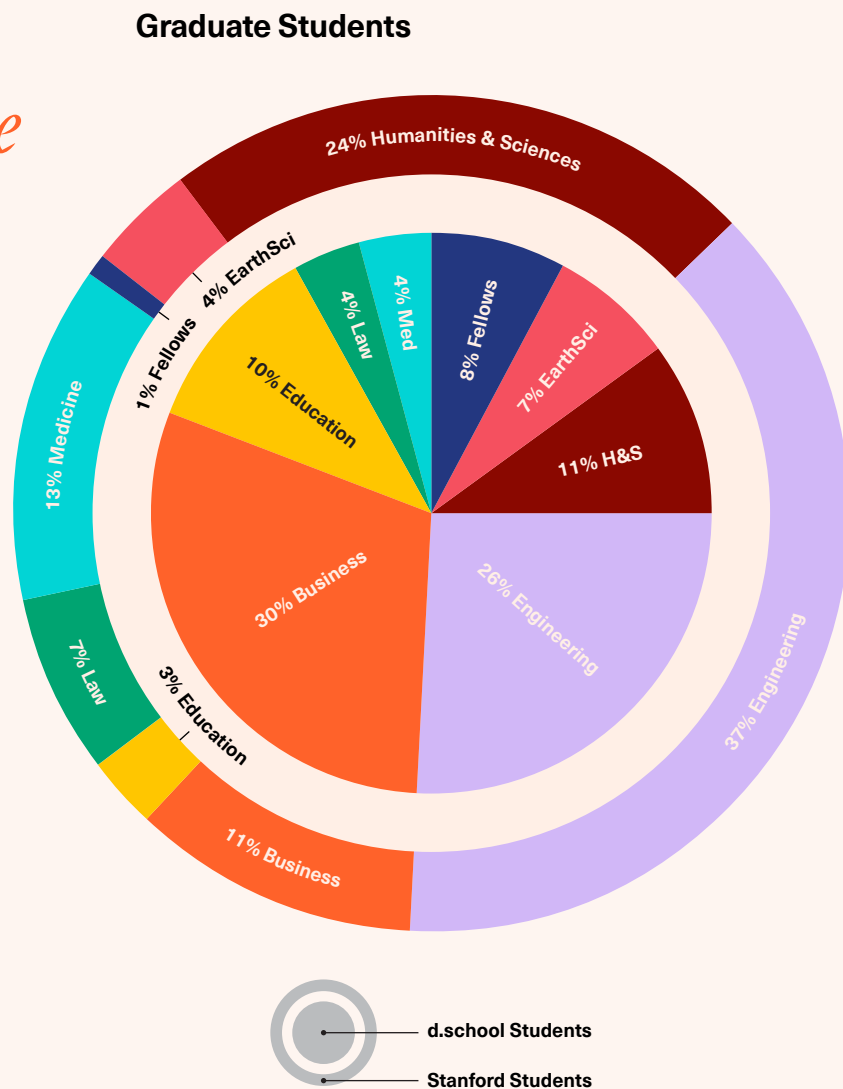 Graduate Students
e
24% Humanities & Sciences
4% EarthSci
1% Fellows
13% Medicine
7% Law
3% Education
11% Business
37% Engineering
8% Fellows
7% EarthSci
11% H&S
26% Engineering
30% Business
10% Education
4% Law
4% Med
d.school Students
Stanford Students